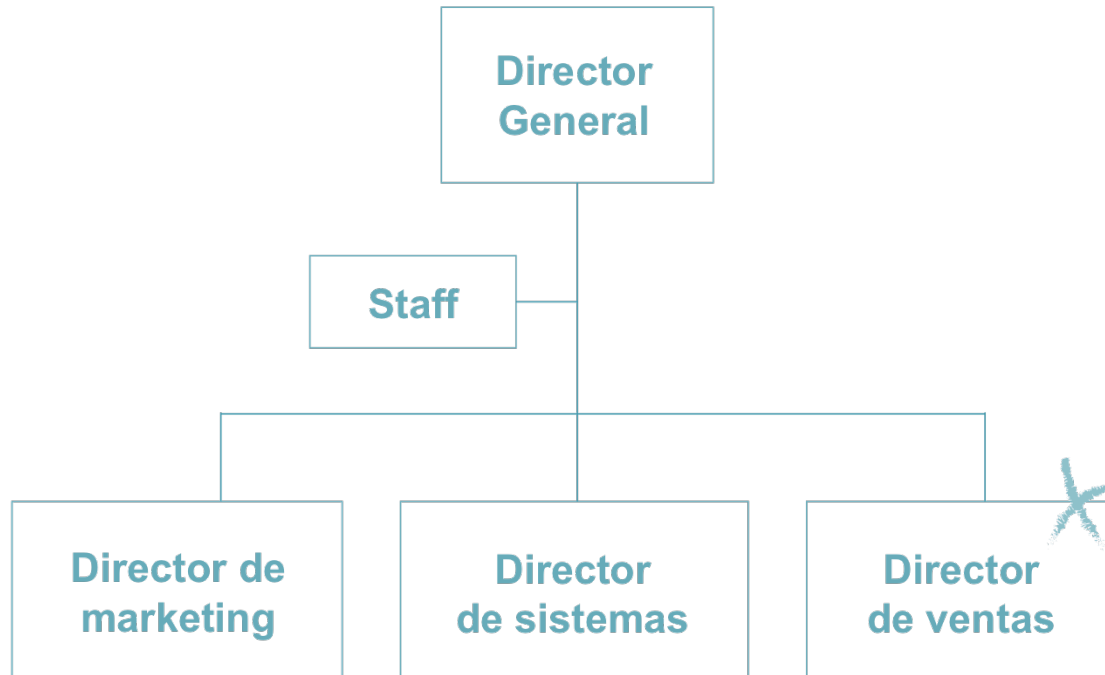 Director
General
Staff
Director de
marketing
Director
de sistemas
Director
de ventas